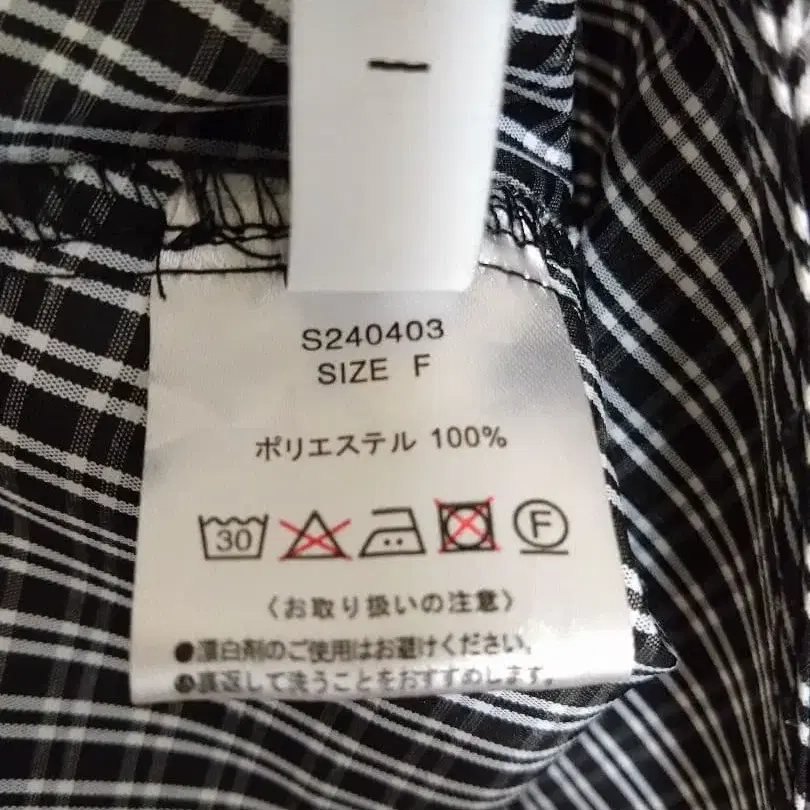 S240403
SIZE F
ポリエステル 100%
30 F
〈お取り扱いの注意〉
●漂白剤のご使用はお避けください。
●裏返して洗うことをおすすめします。